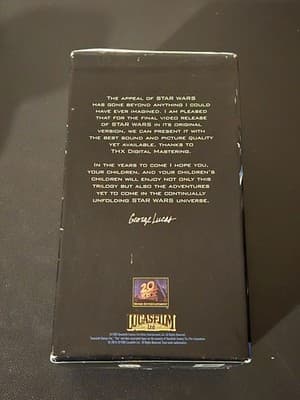 THE APPEAL OF STAR WARS
HAS GONE BEYOND ANYTHING I COULD
HAVE EVER IMAGINED. I AM PLEASED
THAT FOR THE FINAL VIDEO RELEASE
OF STAR WARS IN ITS ORIGINAL
VERSION, WE CAN PRESENT IT WITH
THE BEST SOUND AND PICTURE QUALITY
YET AVAILABLE, THANKS TO
THX DIGITAL MASTERING.
IN THE YEARS TO COME I HOPE YOU,
YOUR CHILDREN, AND YOUR CHILDREN'S
CHILDREN WILL ENJOY NOT ONLY THIS
TRILOGY BUT ALSO THE ADVENTURES
YET TO COME IN THE CONTINUALLY
UNFOLDING STAR WARS UNIVERSE.
George Lucas
20
LUCASFILM
Ltd